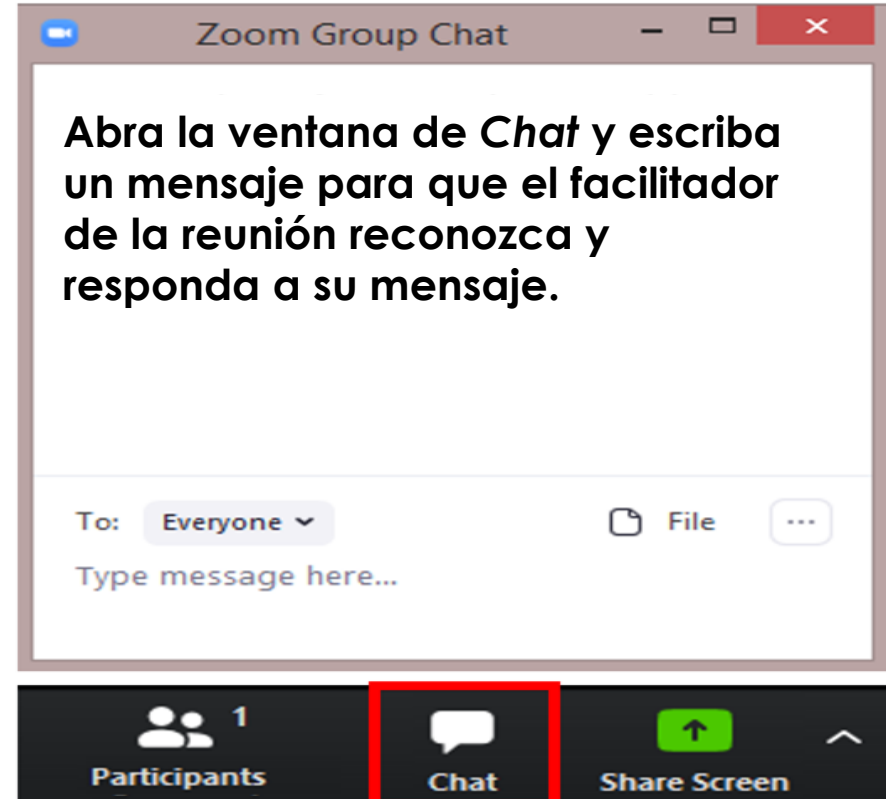 Zoom Group Chat
Abra la ventana de Chat y escriba
un mensaje para que el facilitador
de la reunión reconozca y
responda a su mensaje.
To: Everyone File ...
Type message here...
1
Participants Chat Share Screen